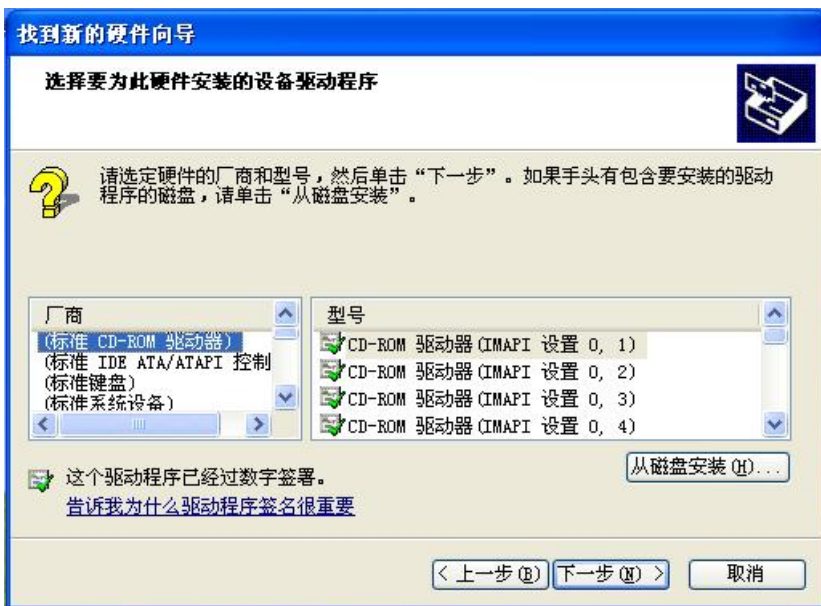 找到新的硬件向导
选择要为此硬件安装的设备驱动程序
请选定硬件的厂商和型号，然后单击“下一步”。如果手头有包含要安装的驱动
程序的磁盘，请单击“从磁盘安装”。
厂商
(标准 CD-ROM 驱动器)
(标准 IDE ATA/ATAPI 控制
(标准键盘)
(标准系统设备)
型号
CD-ROM 驱动器(IMAPI 设置 0, 1)
CD-ROM 驱动器(IMAPI 设置 0, 2)
CD-ROM 驱动器(IMAPI 设置 0, 3)
CD-ROM 驱动器(IMAPI 设置 0, 4)
这个驱动程序已经过数字签署。
告诉我为什么驱动程序签名很重要
从磁盘安装(H)...
< 上一步(B)
下一步(N) >
取消